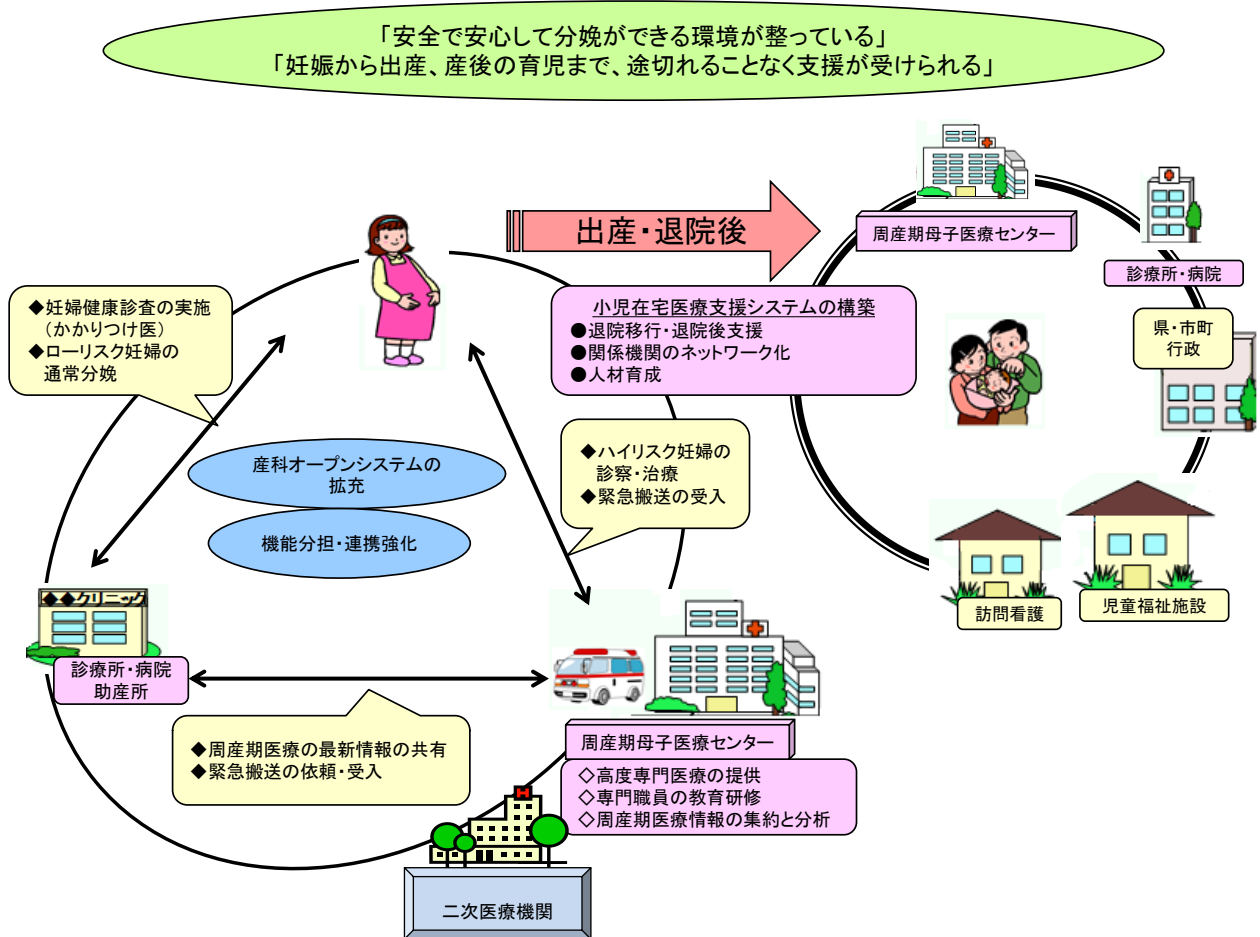 「安全で安心して分娩ができる環境が整っている」
「妊娠から出産、産後の育児まで、途切れることなく支援が受けられる」
出産・退院後
周産期母子医療センター
診療所・病院
県・市町
行政
小児在宅医療支援システムの構築
●退院移行・退院後支援
●関係機関のネットワーク化
●人材育成
◆妊婦健康診査の実施
(かかりつけ医)
◆ローリスク妊婦の
通常分娩
産科オープンシステムの
拡充
機能分担・連携強化
◆ハイリスク妊婦の
診察・治療
◆緊急搬送の受入
訪問看護
児童福祉施設
◆◆クリニック
診療所・病院
助産所
◆周産期医療の最新情報の共有
◆緊急搬送の依頼・受入
周産期母子医療センター
◇高度専門医療の提供
◇専門職員の教育研修
◇周産期医療情報の集約と分析
H
二次医療機関